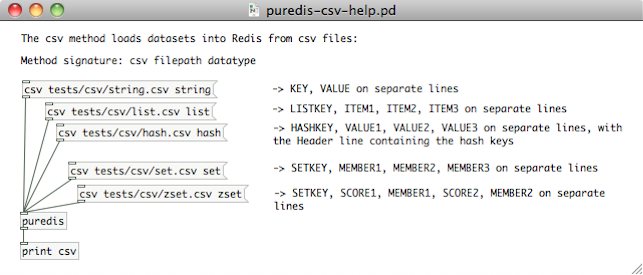 puredis-csv-help.pd
The csv method loads datasets into Redis from csv files:
Method signature: csv filepath datatype
csv tests/csv/string.csv string
-> KEY, VALUE on separate lines
csv tests/csv/list.csv list
-> LISTKEY, ITEM1, ITEM2, ITEM3 on separate lines
csv tests/csv/hash.csv hash
-> HASHKEY, VALUE1, VALUE2, VALUE3 on separate lines, with
the Header line containing the hash keys
csv tests/csv/set.csv set
-> SETKEY, MEMBER1, MEMBER2, MEMBER3 on separate lines
csv tests/csv/zset.csv zset
-> SETKEY, SCORE1, MEMBER1, SCORE2, MEMBER2 on separate
lines
puredis
print csv